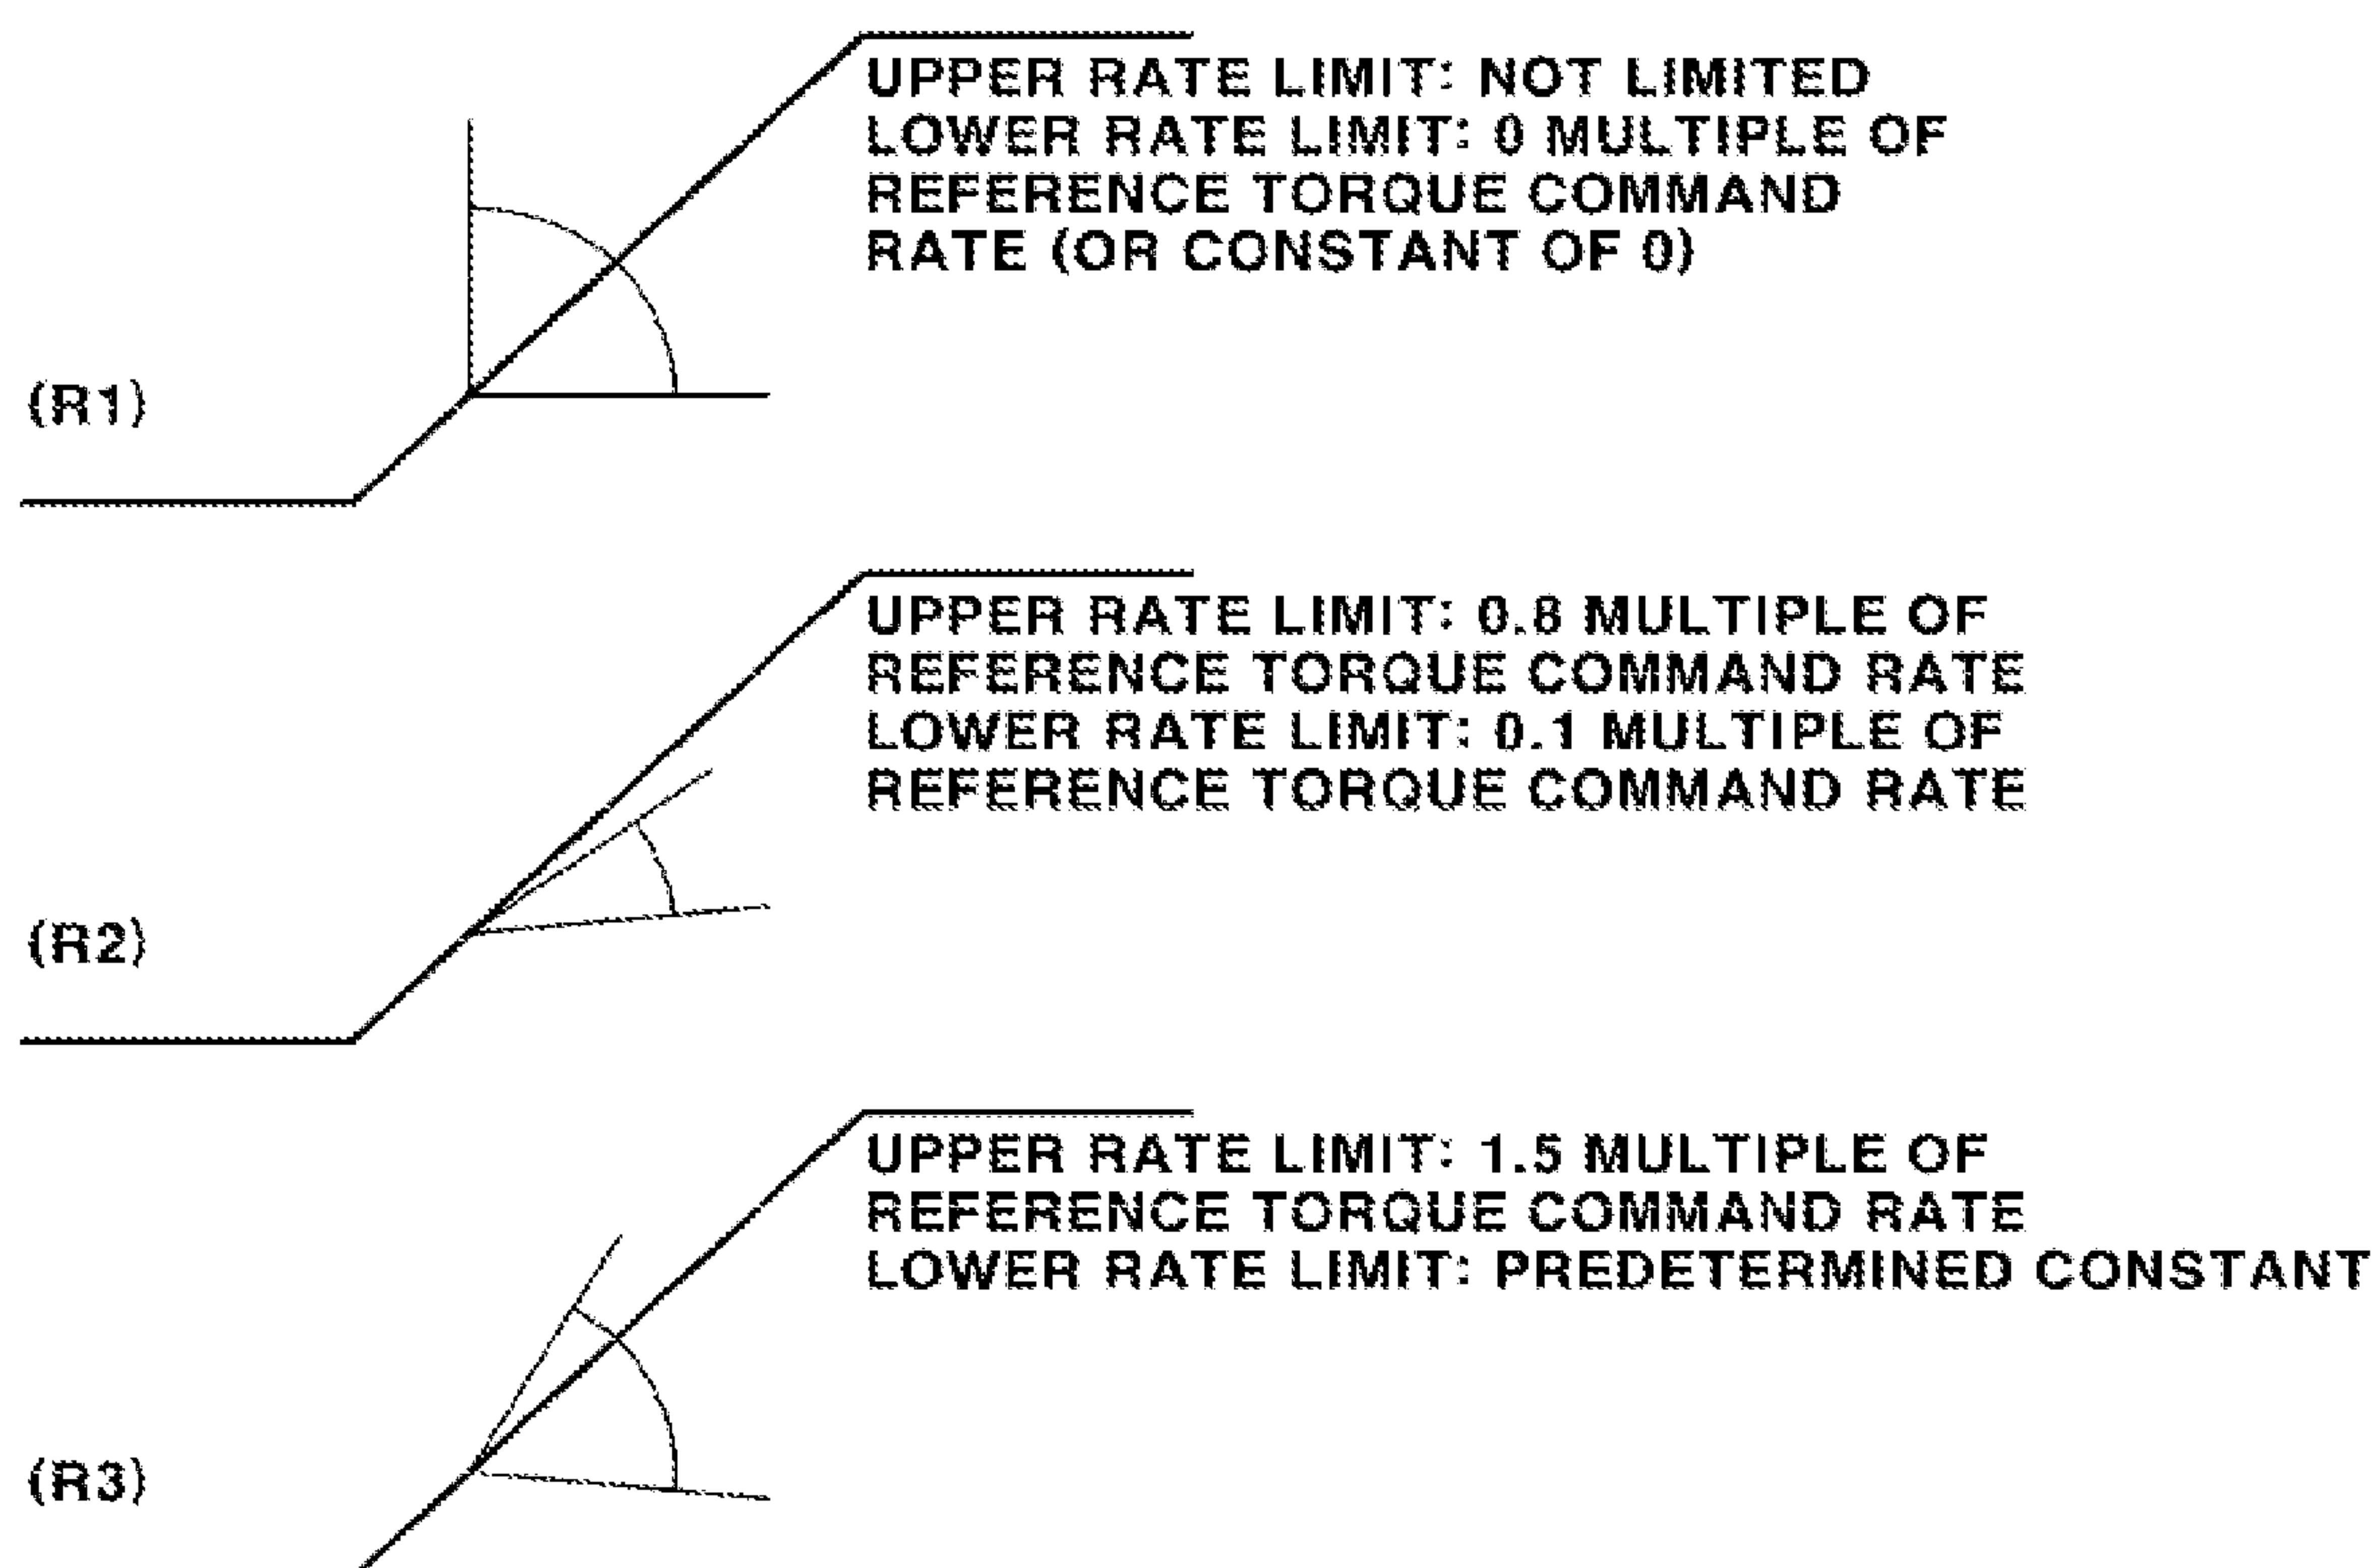 UPPER RATE LIMIT: NOT LIMITED
LOWER RATE LIMIT: 0 MULTIPLE OF
REFERENCE TORQUE COMMAND
RATE (OR CONSTANT OF 0)
(R1)
UPPER RATE LIMIT: 0.8 MULTIPLE OF
REFERENCE TORQUE COMMAND RATE
LOWER RATE LIMIT: 0.1 MULTIPLE OF
REFERENCE TORQUE COMMAND RATE
(R2)
UPPER RATE LIMIT: 1.5 MULTIPLE OF
REFERENCE TORQUE COMMAND RATE
LOWER RATE LIMIT: PREDETERMINED CONSTANT
(R3)